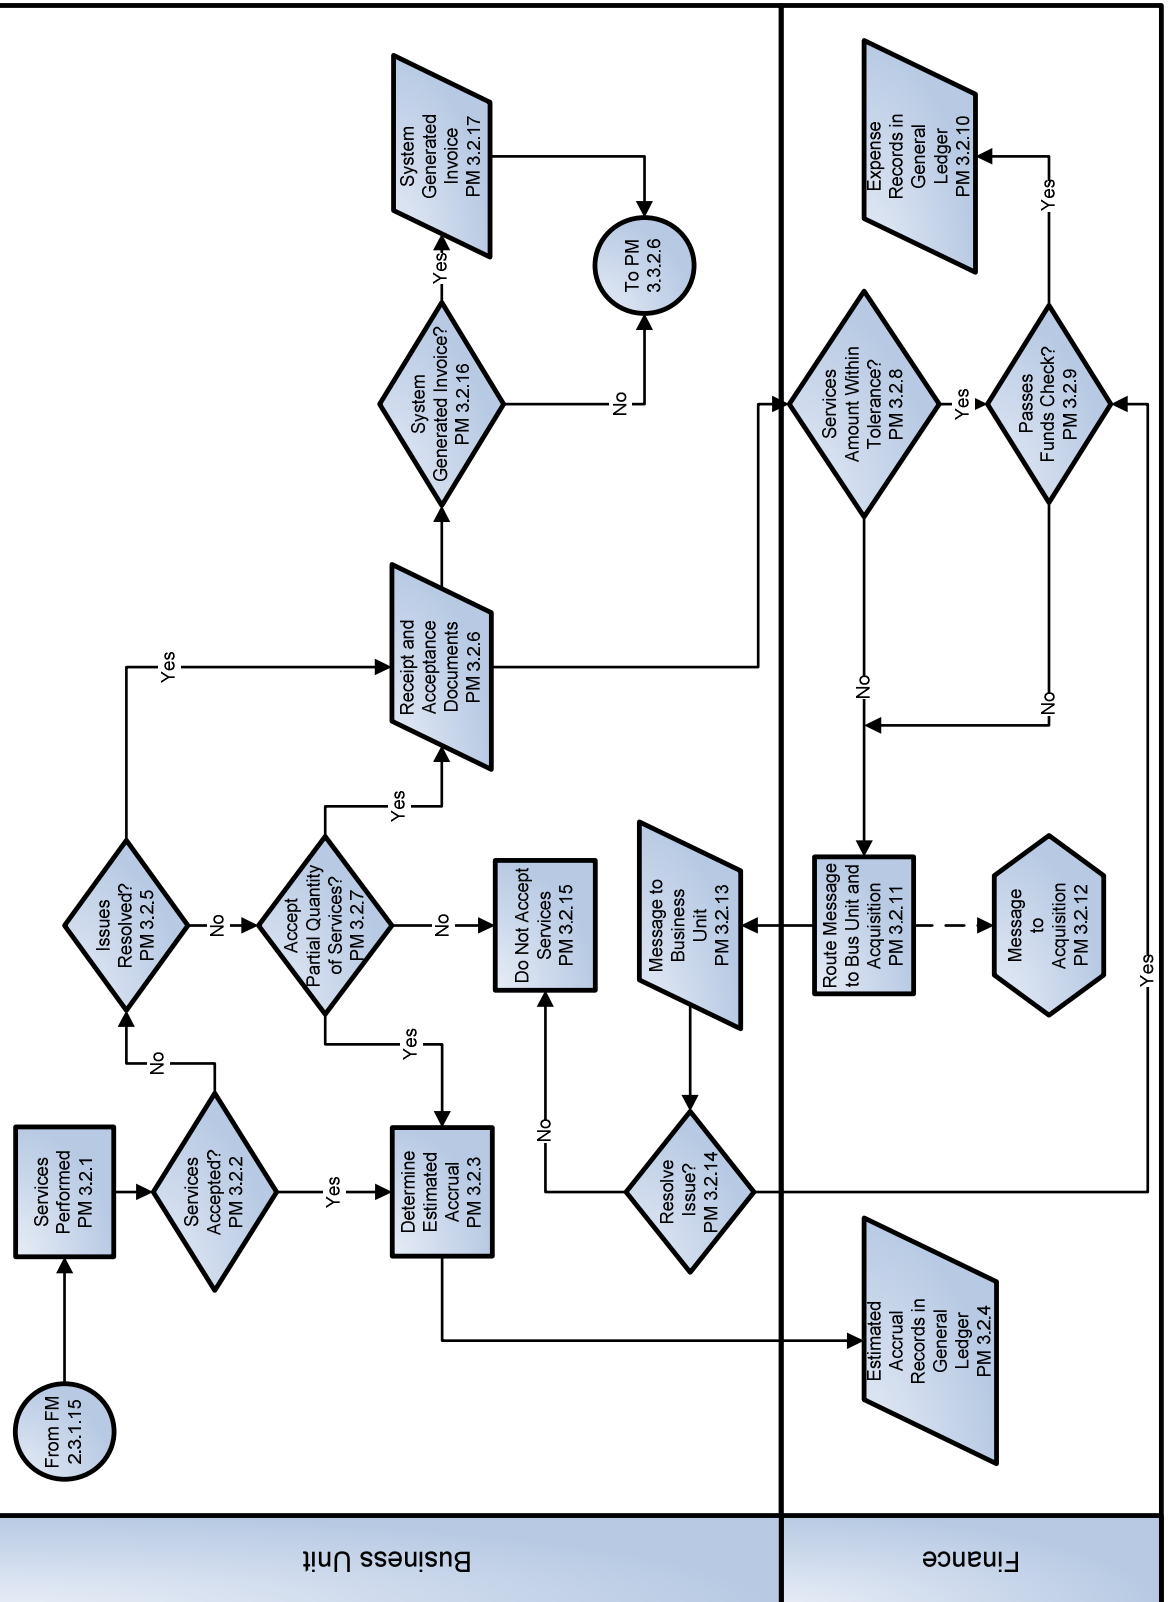 Business Unit
From FM
2.3.1.15
Services
Performed
PM 3.2.1
Services
Accepted?
PM 3.2.2
No
Yes
Issues
Resolved?
PM 3.2.5
Yes
No
Accept
Partial Quantity
of Services?
PM 3.2.7
Yes
Yes
No
Determine
Estimated
Accrual
PM 3.2.3
Do Not Accept
Services
PM 3.2.15
Receipt and
Acceptance
Documents
PM 3.2.6
System
Generated Invoice?
PM 3.2.16
Yes
No
System
Generated
Invoice
PM 3.2.17
To PM
3.3.2.6
Message to
Business
Unit
PM 3.2.13
Resolve
Issue?
PM 3.2.14
No
Yes
Finance
Estimated
Accrual
Records in
General
Ledger
PM 3.2.4
Route Message
to Bus Unit and
Acquisition
PM 3.2.11
Message
to
Acquisition
PM 3.2.12
Services
Amount Within
Tolerance?
PM 3.2.8
No
Yes
Passes
Funds Check?
PM 3.2.9
No
Yes
Expense
Records in
General
Ledger
PM 3.2.10